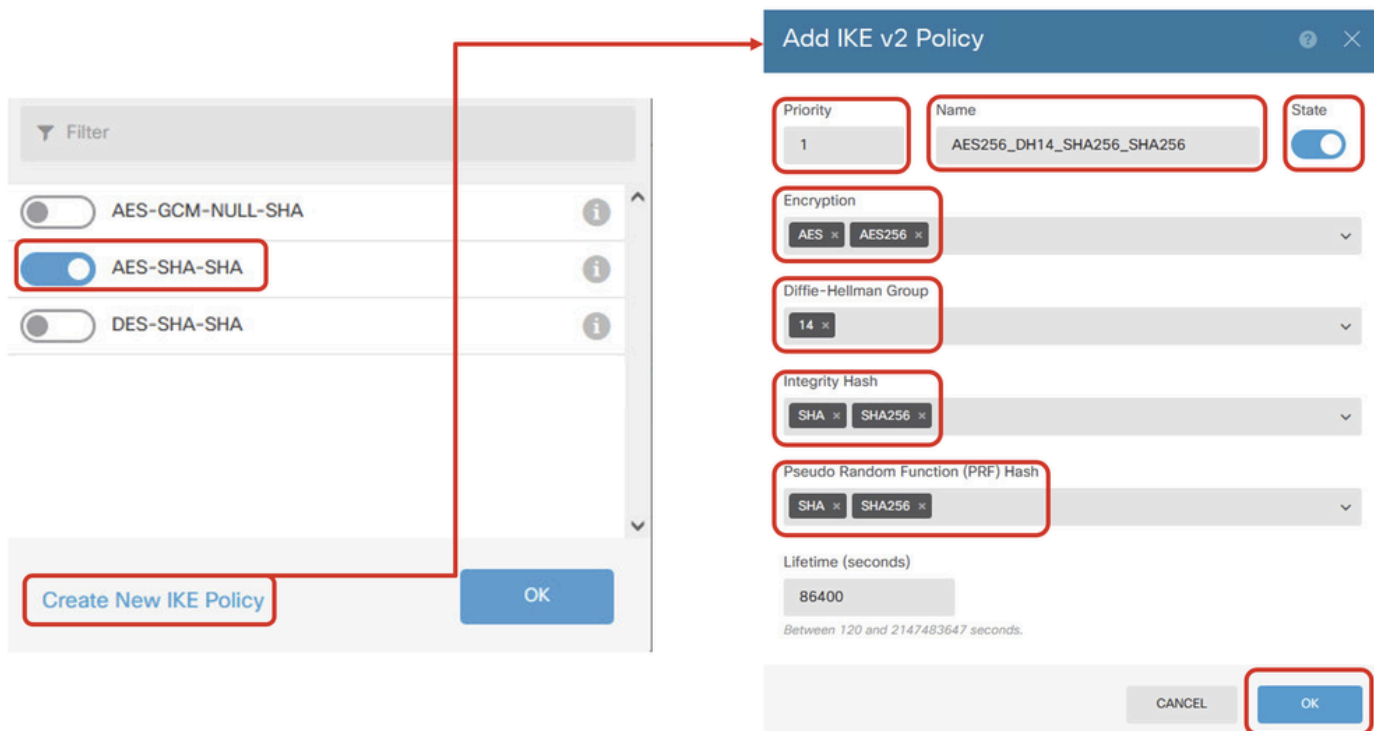 Filter
AES-GCM-NULL-SHA
AES-SHA-SHA
DES-SHA-SHA
Create New IKE Policy
OK
Add IKE v2 Policy
Priority
Name
State
1
AES256_DH14_SHA256_SHA256
Encryption
AES × AES256 ×
Diffie-Hellman Group
14 ×
Integrity Hash
SHA × SHA256 ×
Pseudo Random Function (PRF) Hash
SHA × SHA256 ×
Lifetime (seconds)
86400
Between 120 and 2147483647 seconds.
CANCEL
OK